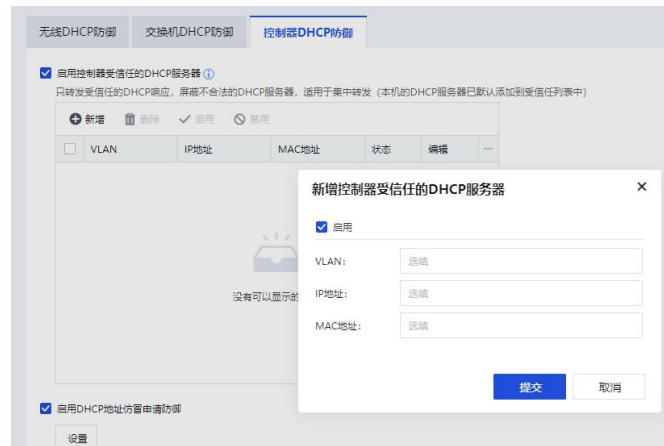 无线DHCP防御 交换机DHCP防御 控制器DHCP防御
启用控制器受信任的DHCP服务器
只转发受信任的DHCP响应，屏蔽不合法的DHCP服务器，适用于集中转发（本机的DHCP服务器已默认添加到受信任列表中）
新增 删除 启用 禁用
VLAN IP地址 MAC地址 状态 编辑 ...
新增控制器受信任的DHCP服务器 ×
启用
VLAN： 选填
IP地址： 选填
没有可以显示的
MAC地址： 选填
提交 取消
启用DHCP地址仿冒申请防御
设置